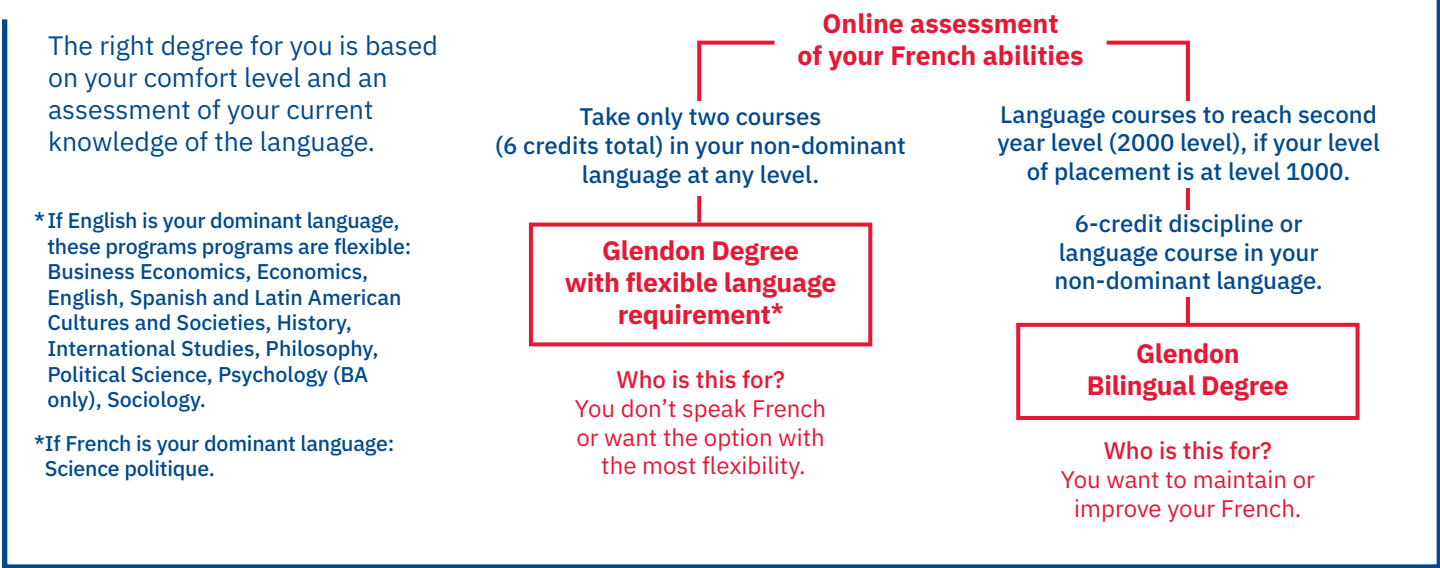 The right degree for you is based
on your comfort level and an
assessment of your current
knowledge of the language.
* If English is your dominant language,
these programs programs are flexible:
Business Economics, Economics,
English, Spanish and Latin American
Cultures and Societies, History,
International Studies, Philosophy,
Political Science, Psychology (BA
only), Sociology.
*If French is your dominant language:
Science politique.
Online assessment
of your French abilities
Take only two courses
(6 credits total) in your non-dominant
language at any level.
Glendon Degree
with flexible language
requirement*
Who is this for?
You don’t speak French
or want the option with
the most flexibility.
Language courses to reach second
year level (2000 level), if your level
of placement is at level 1000.
6-credit discipline or
language course in your
non-dominant language.
Glendon
Bilingual Degree
Who is this for?
You want to maintain or
improve your French.